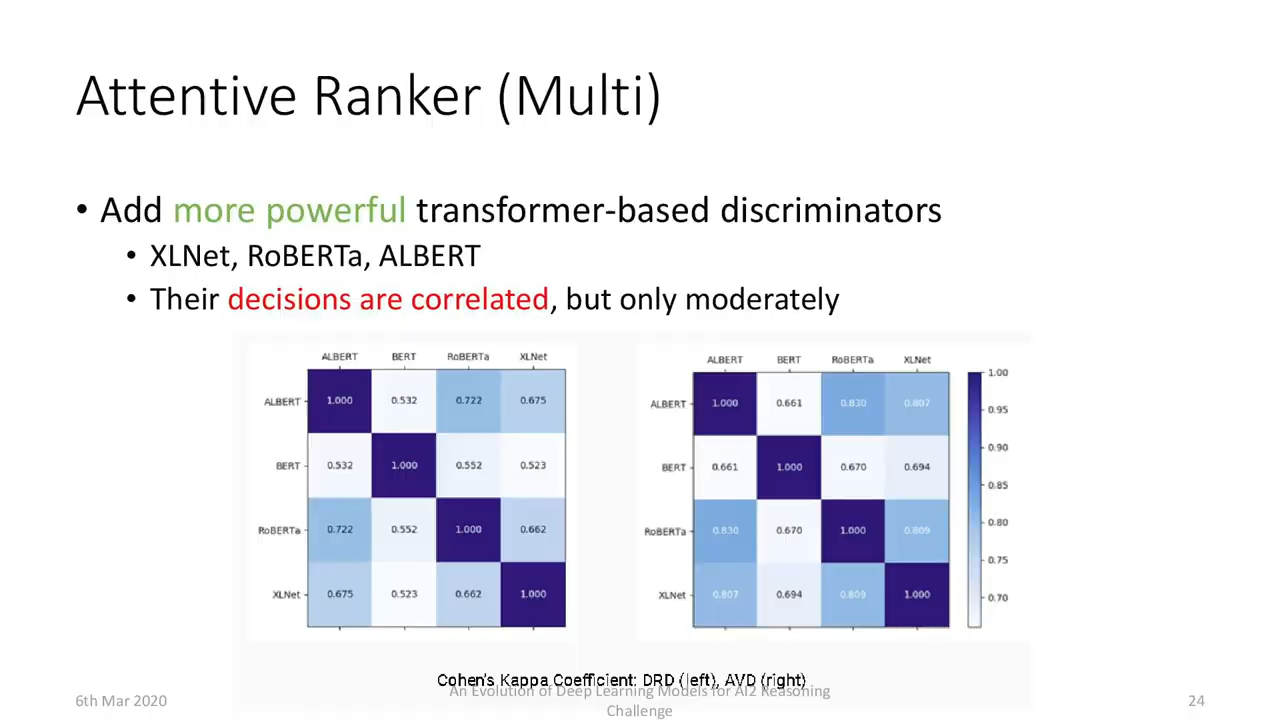 Attentive Ranker (Multi)
• Add more powerful transformer-based discriminators
• XLNet, RoBERTa, ALBERT
• Their decisions are correlated, but only moderately
ALBERT BERT RoBERTa XLNet
ALBERT 1.000 0.532 0.722 0.675
BERT 0.532 1.000 0.552 0.523
RoBERTa 0.722 0.552 1.000 0.662
XLNet 0.675 0.523 0.662 1.000
ALBERT BERT RoBERTa XLNet
ALBERT 1.000 0.661 0.830 0.807
BERT 0.661 1.000 0.670 0.694
RoBERTa 0.830 0.670 1.000 0.809
XLNet 0.807 0.694 0.809 1.000
1.00
0.95
0.90
0.85
0.80
0.75
0.70
Cohen's Kappa Coefficient: DRD (left), AVD (right)
6th Mar 2020
An Evolution of Deep Learning Models for AI2 Reasoning
Challenge
24